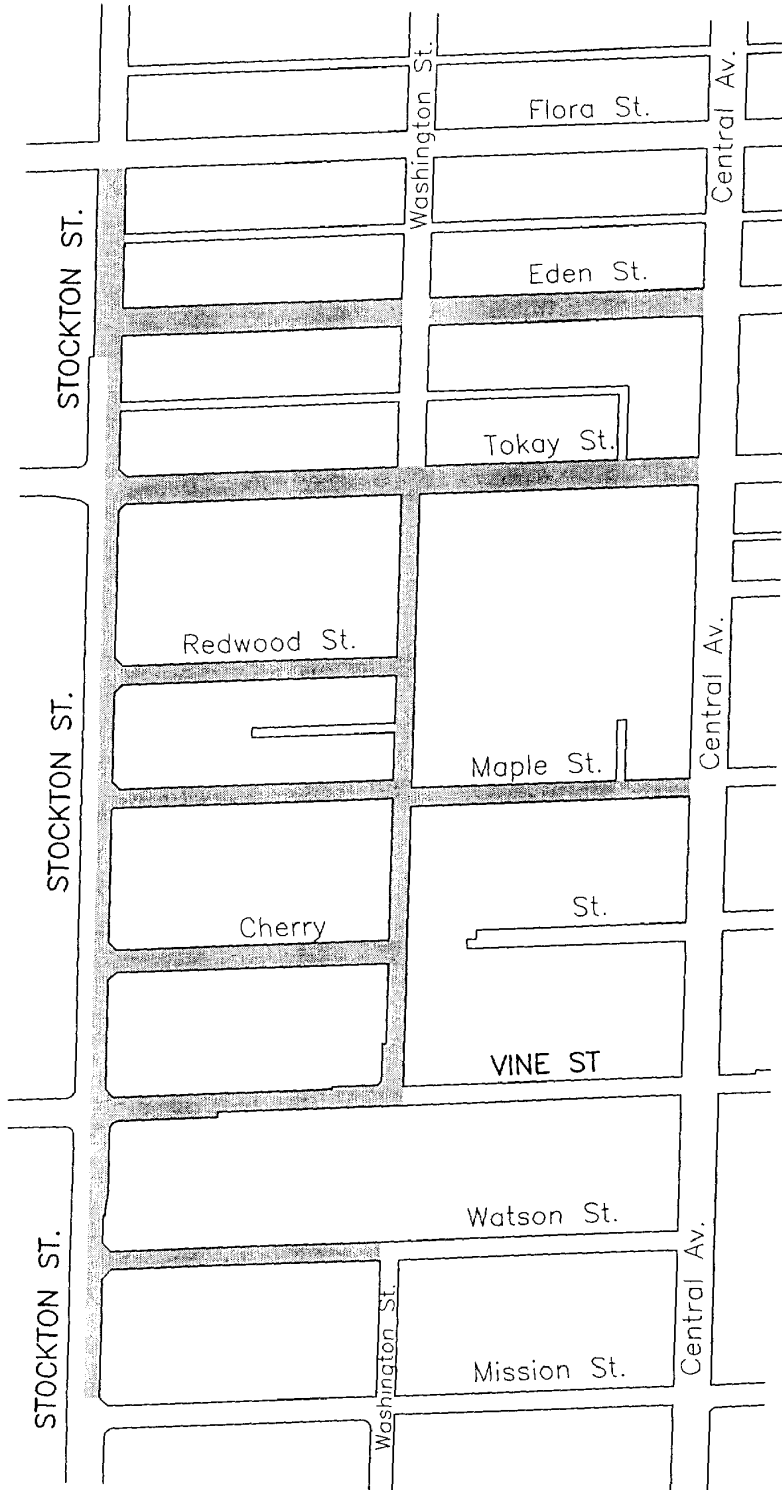 Washington St.
Central Av.
Flora St.
STOCKTON ST.
Eden St.
Tokay St.
Redwood St.
STOCKTON ST.
Central Av.
Maple St.
Cherry St.
VINE ST
Watson St.
STOCKTON ST.
Central Av.
Washington St.
Mission St.